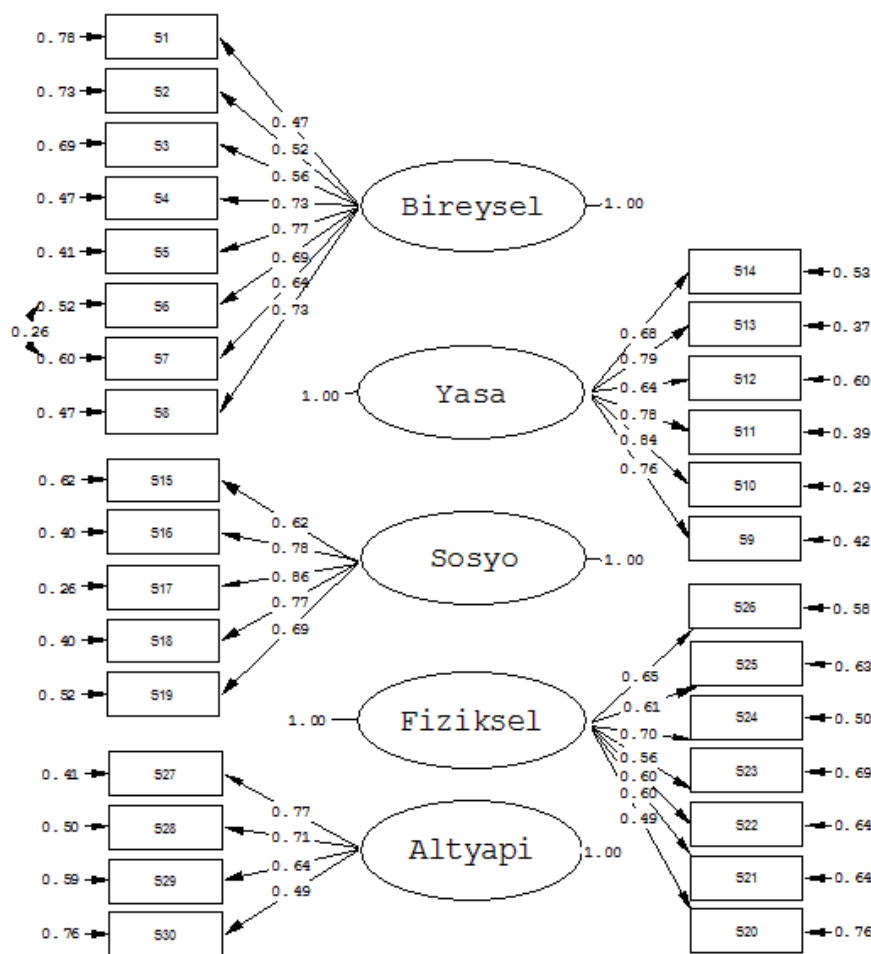 0.78 S1
0.73 S2
0.69 S3
0.47 S4
0.41 S5
0.52 S6
0.26
0.60 S7
0.47 S8
0.47
0.52
0.56
0.73
0.77
0.69
0.64
0.73
Bireysel 1.00
S14 0.53
S13 0.37
S12 0.60
S11 0.39
S10 0.29
S9 0.42
0.68
0.79
0.64
0.78
0.84
0.76
1.00 Yasa
0.62 S15
0.40 S16
0.26 S17
0.40 S18
0.52 S19
0.62
0.78
0.86
0.77
0.69
Sosyo 1.00
S26 0.58
S25 0.63
S24 0.50
S23 0.69
S22 0.64
S21 0.64
S20 0.76
0.65
0.61
0.70
0.56
0.60
0.60
0.49
1.00 Fiziksel
0.41 S27
0.50 S28
0.59 S29
0.76 S30
0.77
0.71
0.64
0.49
Altyapi 1.00